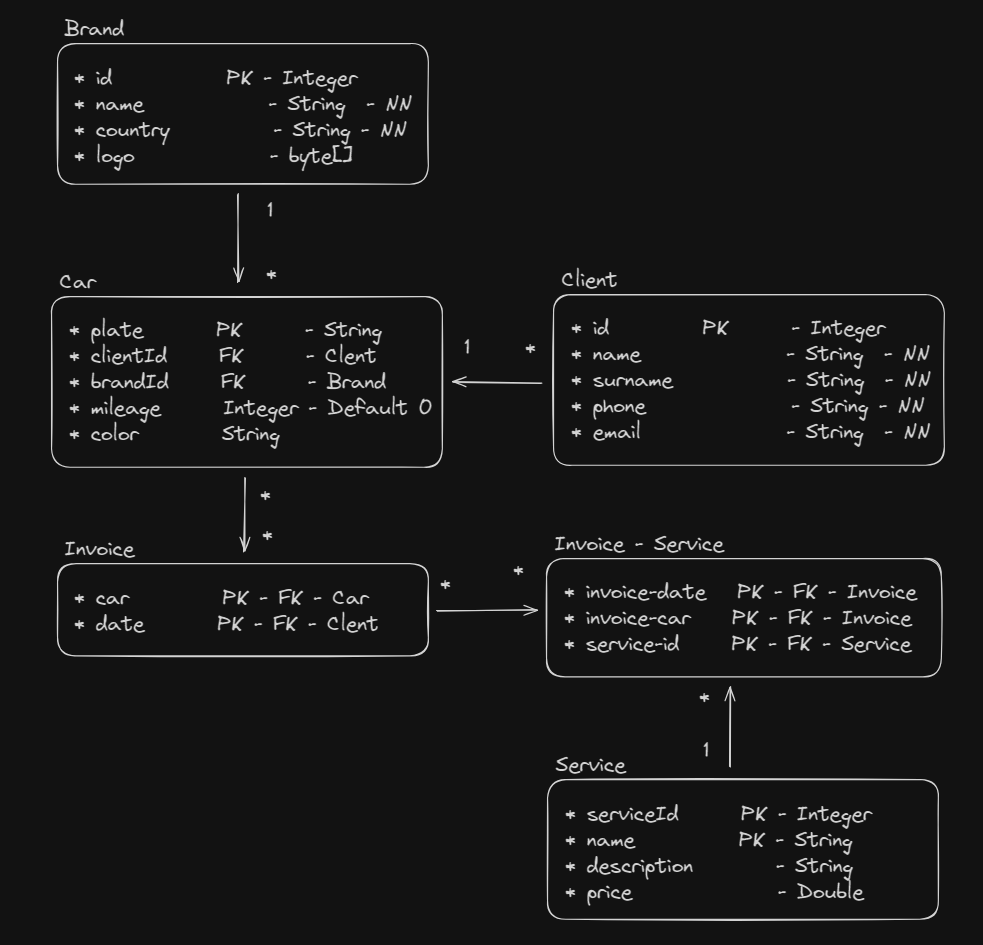 Brand
* id PK - Integer
* name - String - NN
* country - String - NN
* logo - byte[]
1
*
Car
* plate PK - String
* clientId FK - Clent
* brandId FK - Brand
* mileage Integer - Default 0
* color String
Client
* id PK - Integer
* name - String - NN
* surname - String - NN
* phone - String - NN
* email - String - NN
1 *
*
*
Invoice
* car PK - FK - Car
* date PK - FK - Clent
* *
Invoice - Service
* invoice-date PK - FK - Invoice
* invoice-car PK - FK - Invoice
* service-id PK - FK - Service
*
1
Service
* serviceId PK - Integer
* name PK - String
* description - String
* price - Double